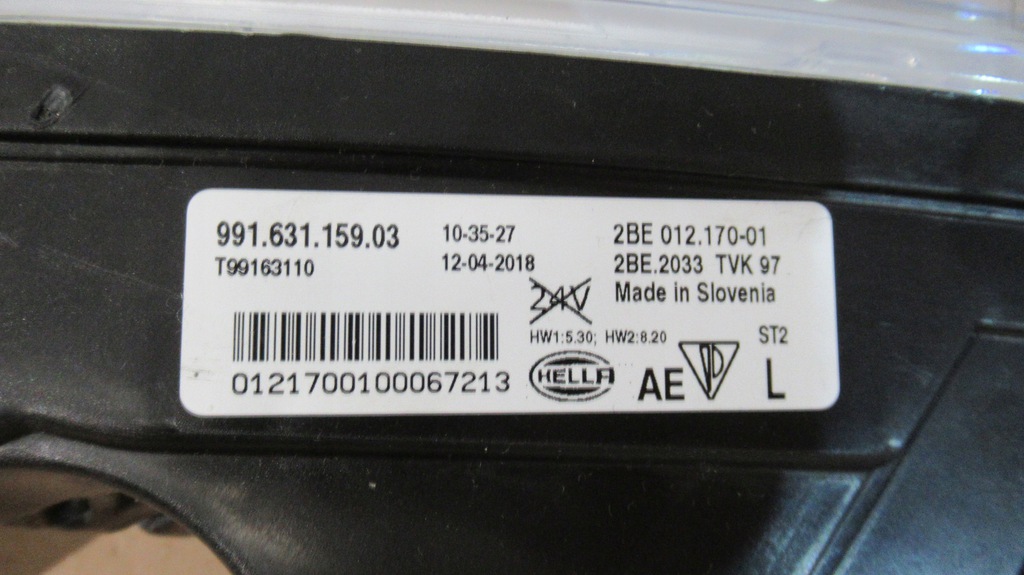 991.631.159.03
T99163110
10-35-27
12-04-2018
24V
2BE 012.170-01
2BE.2033 TVK 97
Made in Slovenia
HW1:5.30; HW2:8.20
ST2
0121700100067213
HELLA
AE
L